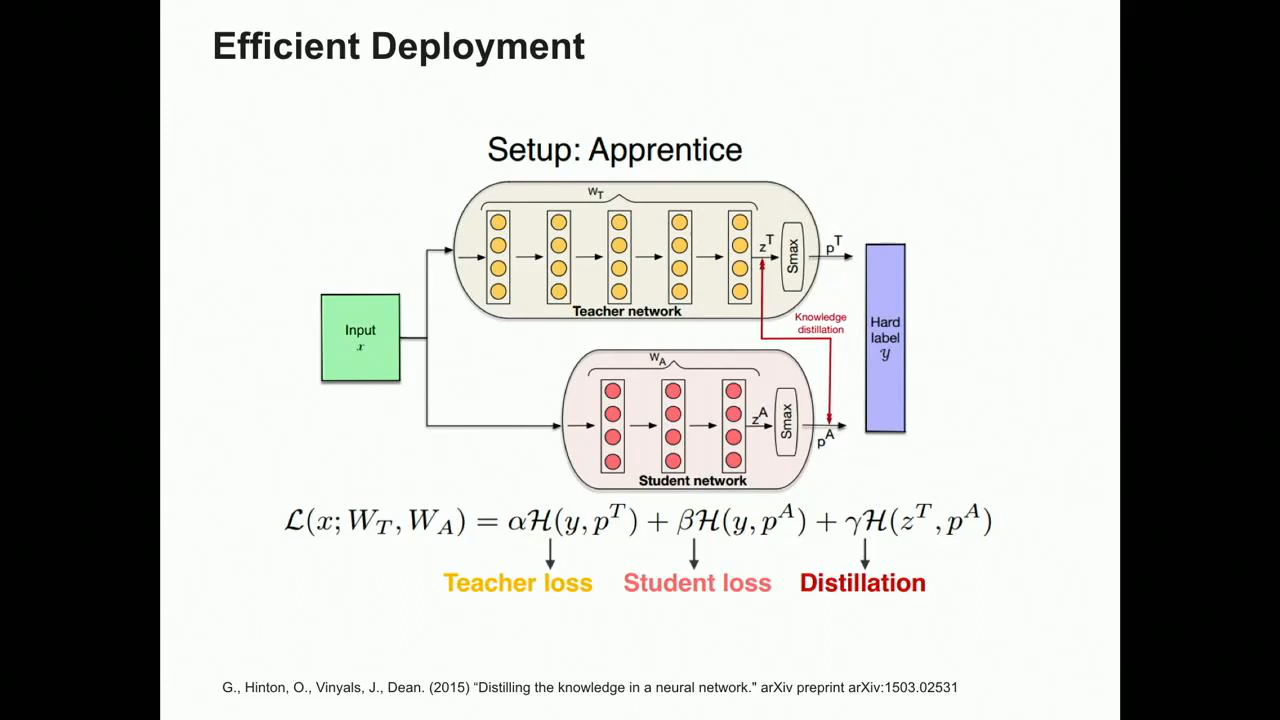 Efficient Deployment
Setup: Apprentice
W_T
z^T
Smax
p^T
Teacher network
Knowledge
distillation
Input
x
Hard
label
y
W_A
z^A
Smax
p^A
Student network
ℒ(x; W_T, W_A) = αℋ(y, p^T) + βℋ(y, p^A) + γℋ(z^T, p^A)
Teacher loss Student loss Distillation
G., Hinton, O., Vinyals, J., Dean. (2015) “Distilling the knowledge in a neural network." arXiv preprint arXiv:1503.02531